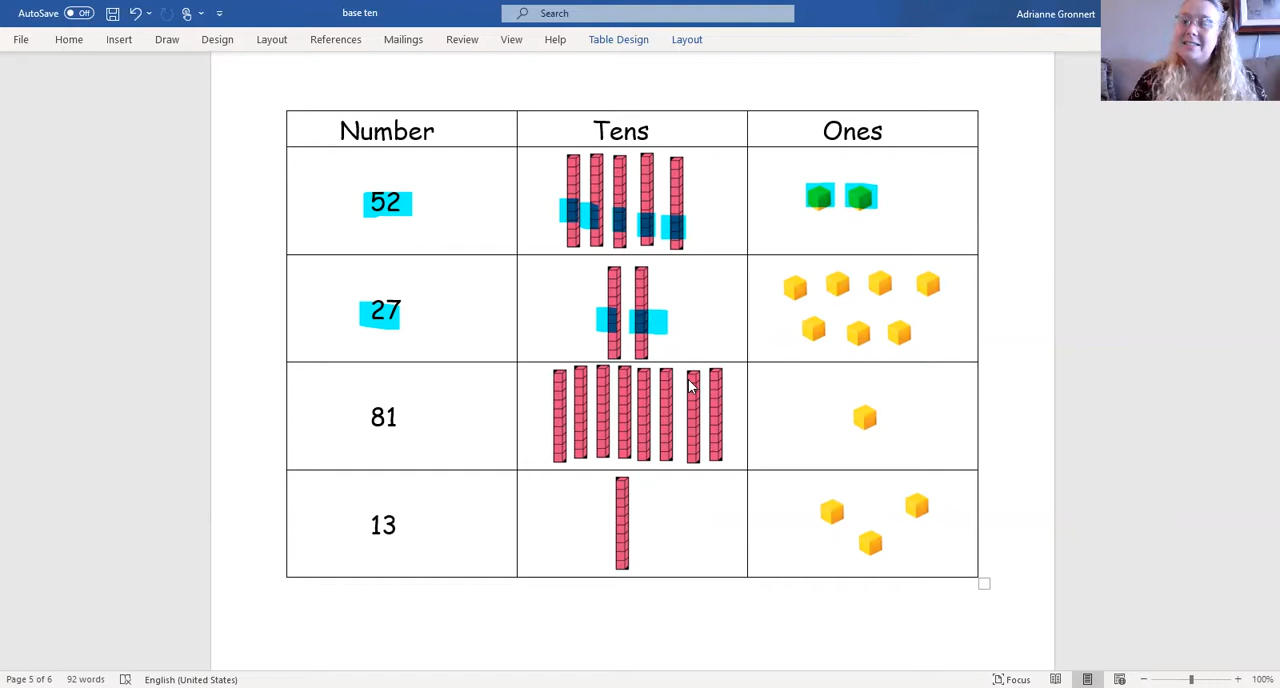 AutoSave Off base ten Search Adrianne Gronnert
File Home Insert Draw Design Layout References Mailings Review View Help Table Design Layout
Number Tens Ones
52
27
81
13
Page 5 of 6 92 words English (United States) Focus 100%